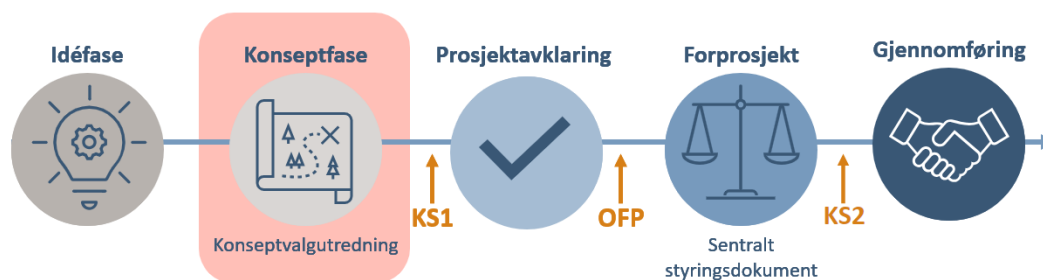 Idéfase
Konseptfase
Prosjektavklaring
Forprosjekt
Gjennomføring
KS1
OFP
KS2
Konseptvalgutredning
Sentralt
styringsdokument